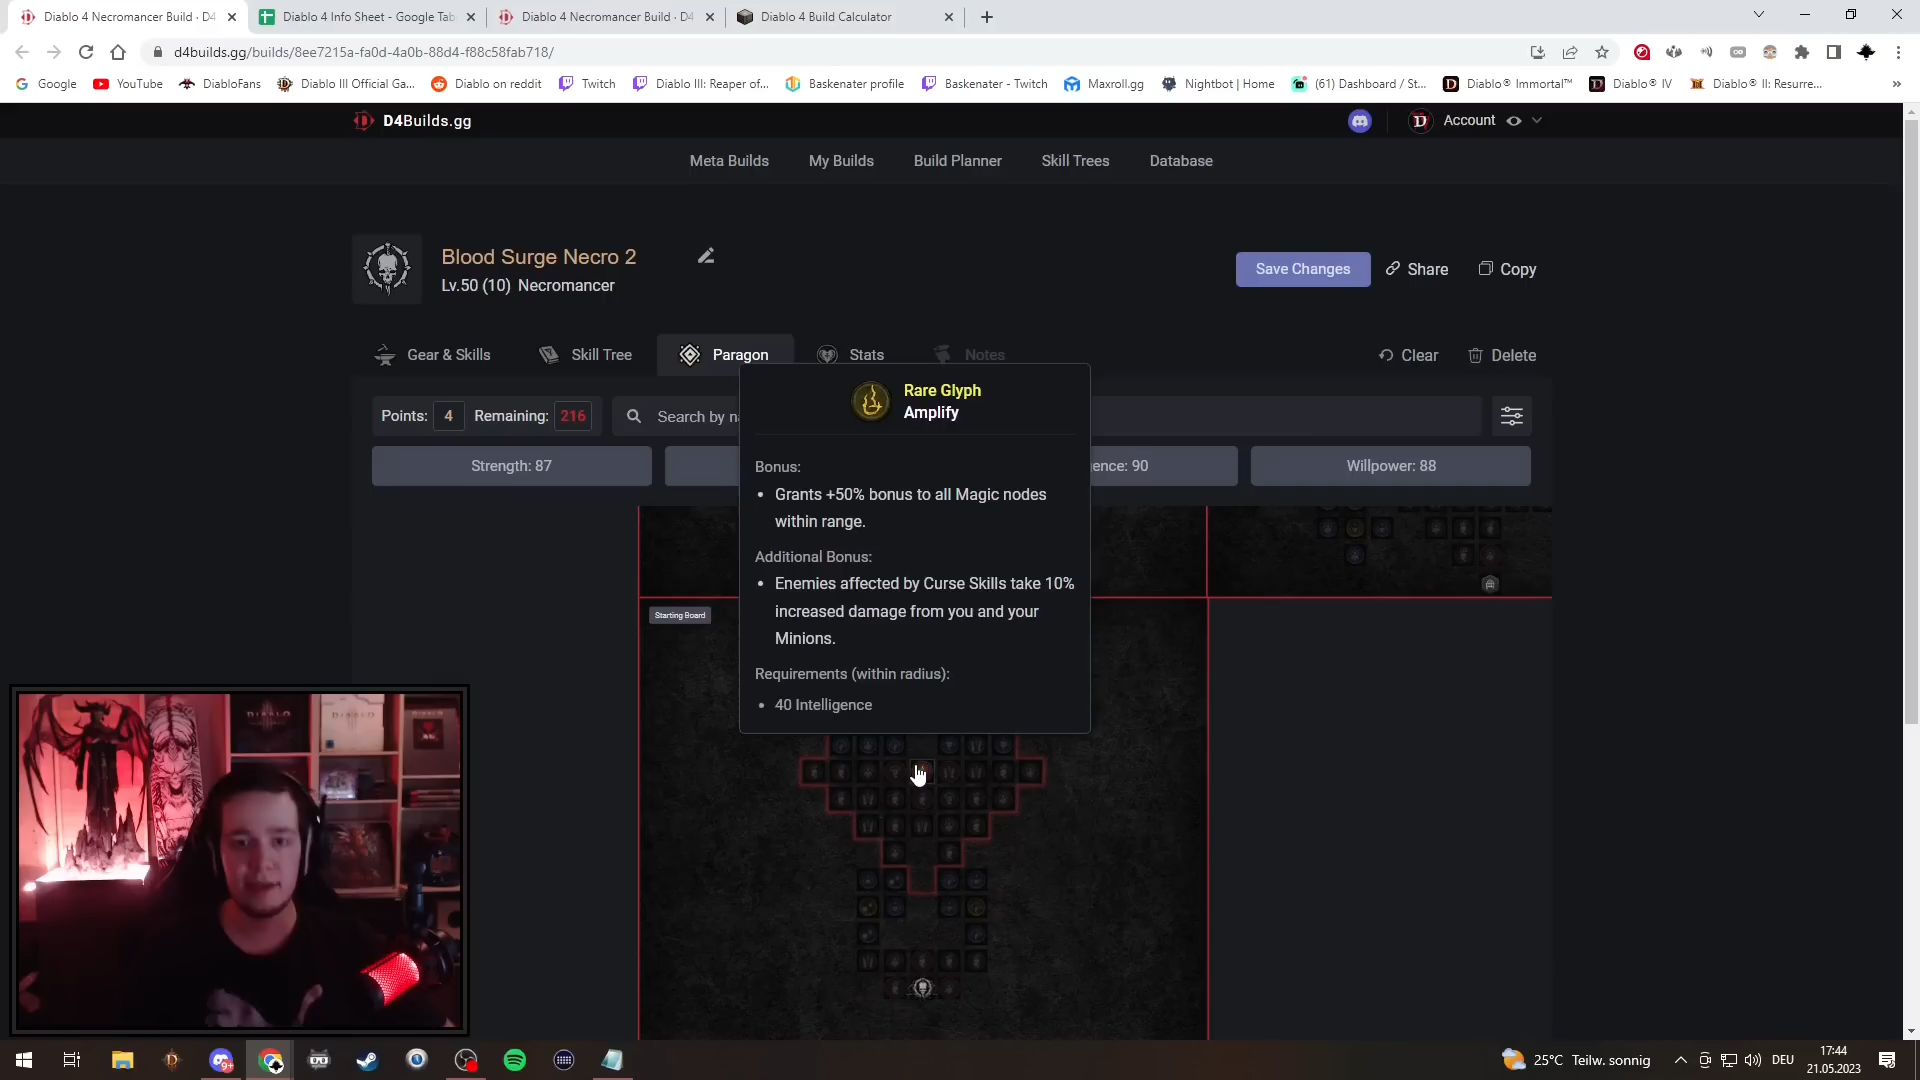 Diablo 4 Necromancer Build · D4
Diablo 4 Info Sheet - Google Tab
Diablo 4 Necromancer Build · D4
Diablo 4 Build Calculator
d4builds.gg/builds/8ee7215a-fa0d-4a0b-88d4-f88c58fab718/
Google
YouTube
DiabloFans
Diablo III Official Ga...
Diablo on reddit
Twitch
Diablo III: Reaper of...
Baskenater profile
Baskenater - Twitch
Maxroll.gg
Nightbot | Home
(61) Dashboard / St...
Diablo® Immortal™
Diablo® IV
Diablo® II: Resurre...
D4Builds.gg
Account
Meta Builds
My Builds
Build Planner
Skill Trees
Database
Blood Surge Necro 2
Lv.50 (10) Necromancer
Save Changes
Share
Copy
Gear & Skills
Skill Tree
Paragon
Stats
Notes
Clear
Delete
Points: 4 Remaining: 216
Search by na
Rare Glyph
Amplify
Strength: 87
ence: 90
Willpower: 88
Bonus:
• Grants +50% bonus to all Magic nodes
within range.
Additional Bonus:
• Enemies affected by Curse Skills take 10%
increased damage from you and your
Minions.
Requirements (within radius):
• 40 Intelligence
Starting Board
DIABLO
DIABLO
9+
25°C Teilw. sonnig
DEU
17:44
21.05.2023